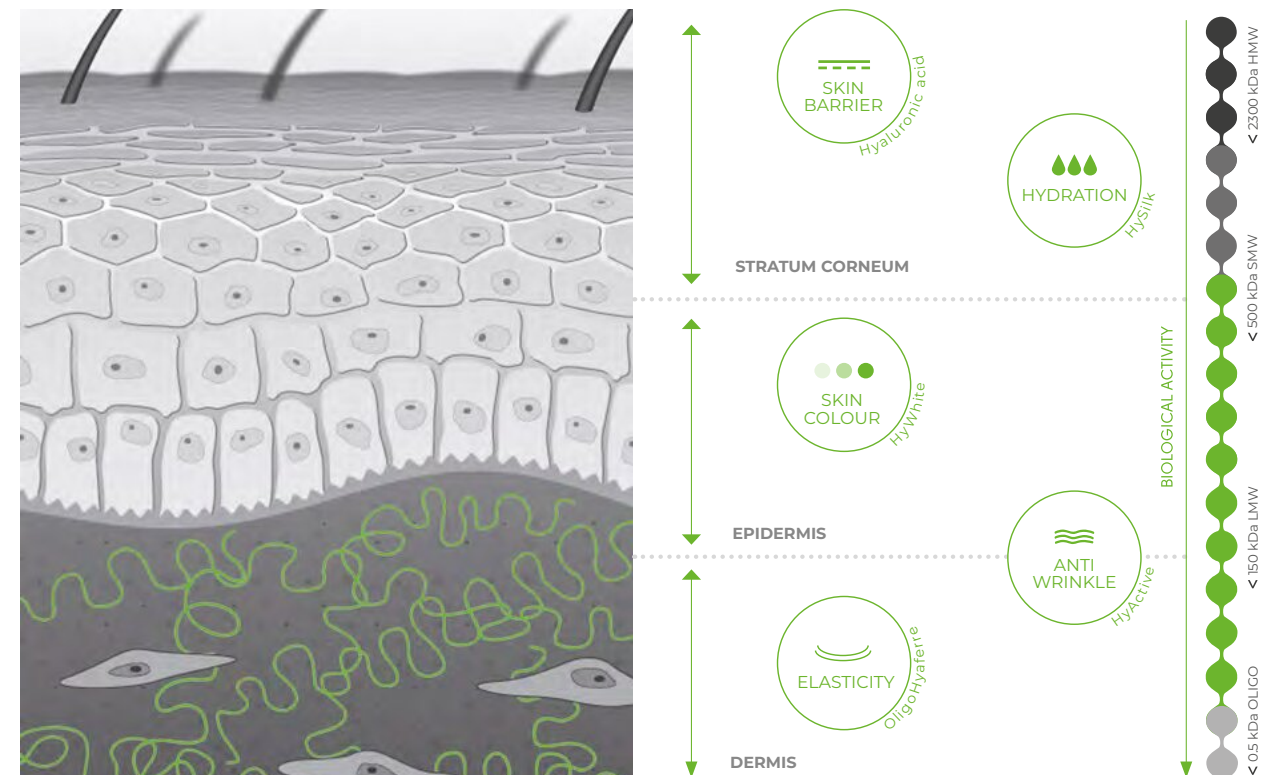 SKIN
BARRIER
Hyaluronic acid
HYDRATION
HySilk
STRATUM CORNEUM
SKIN
COLOUR
HyWhite
EPIDERMIS
ANTI
WRINKLE
HyActive
ELASTICITY
OligoHyaferre
DERMIS
BIOLOGICAL ACTIVITY
< 2300 kDa HMW
< 500 kDa SMW
< 150 kDa LMW
< 0.5 kDa OLIGO